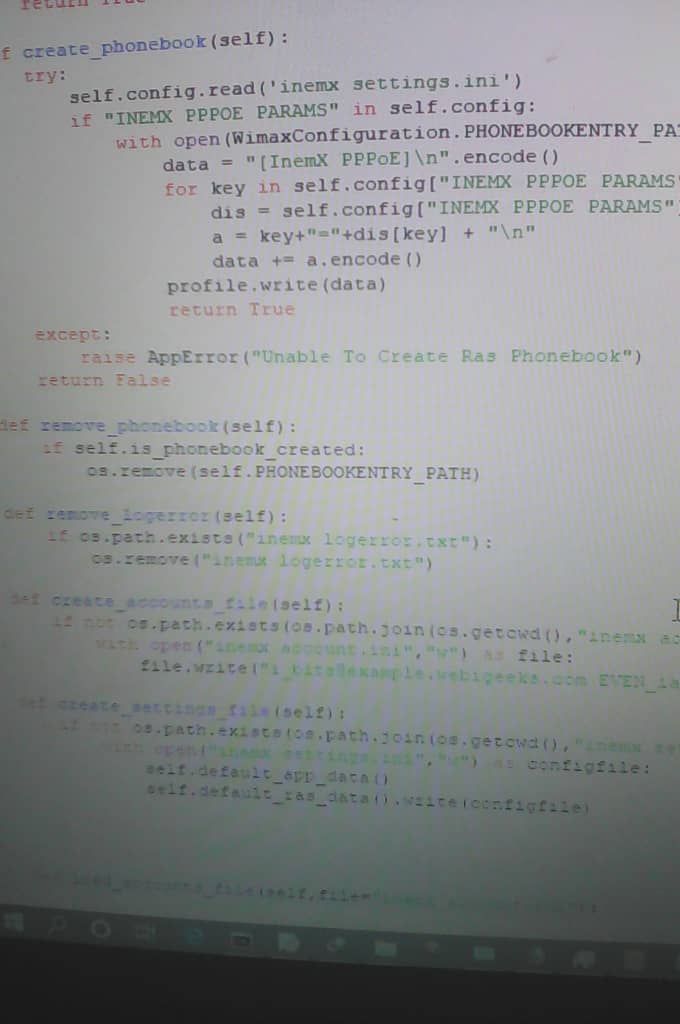 return True
f create_phonebook(self):
try:
self.config.read('inemx settings.ini')
if "INEMX PPPOE PARAMS" in self.config:
with open(WimaxConfiguration.PHONEBOOKENTRY_PA
data = "[InemX PPPoE]\n".encode()
for key in self.config["INEMX PPPOE PARAMS"
dis = self.config["INEMX PPPOE PARAMS"]
a = key+"="+dis[key] + "\n"
data += a.encode()
profile.write(data)
return True
except:
raise AppError("Unable To Create Ras Phonebook")
return False
def remove_phonebook(self):
if self.is_phonebook_created:
os.remove(self.PHONEBOOKENTRY_PATH)
def remove_logerror(self):
if os.path.exists("inemx logerror.txt"):
os.remove("inemx logerror.txt")
def create_accounts_file(self):
if not os.path.exists(os.path.join(os.getcwd(),"inemx ac
with open("inemx account.ini","w") as file:
file.write("i_bits@example.webigeeks.com EVEN_
def create_settings_file(self):
if not os.path.exists(os.path.join(os.getcwd(),"inemx se
with open("inemx settings.ini","w") as configfile:
self.default_app_data()
self.default_ras_data().write(configfile)
def load_accounts_file(self,file="inemx